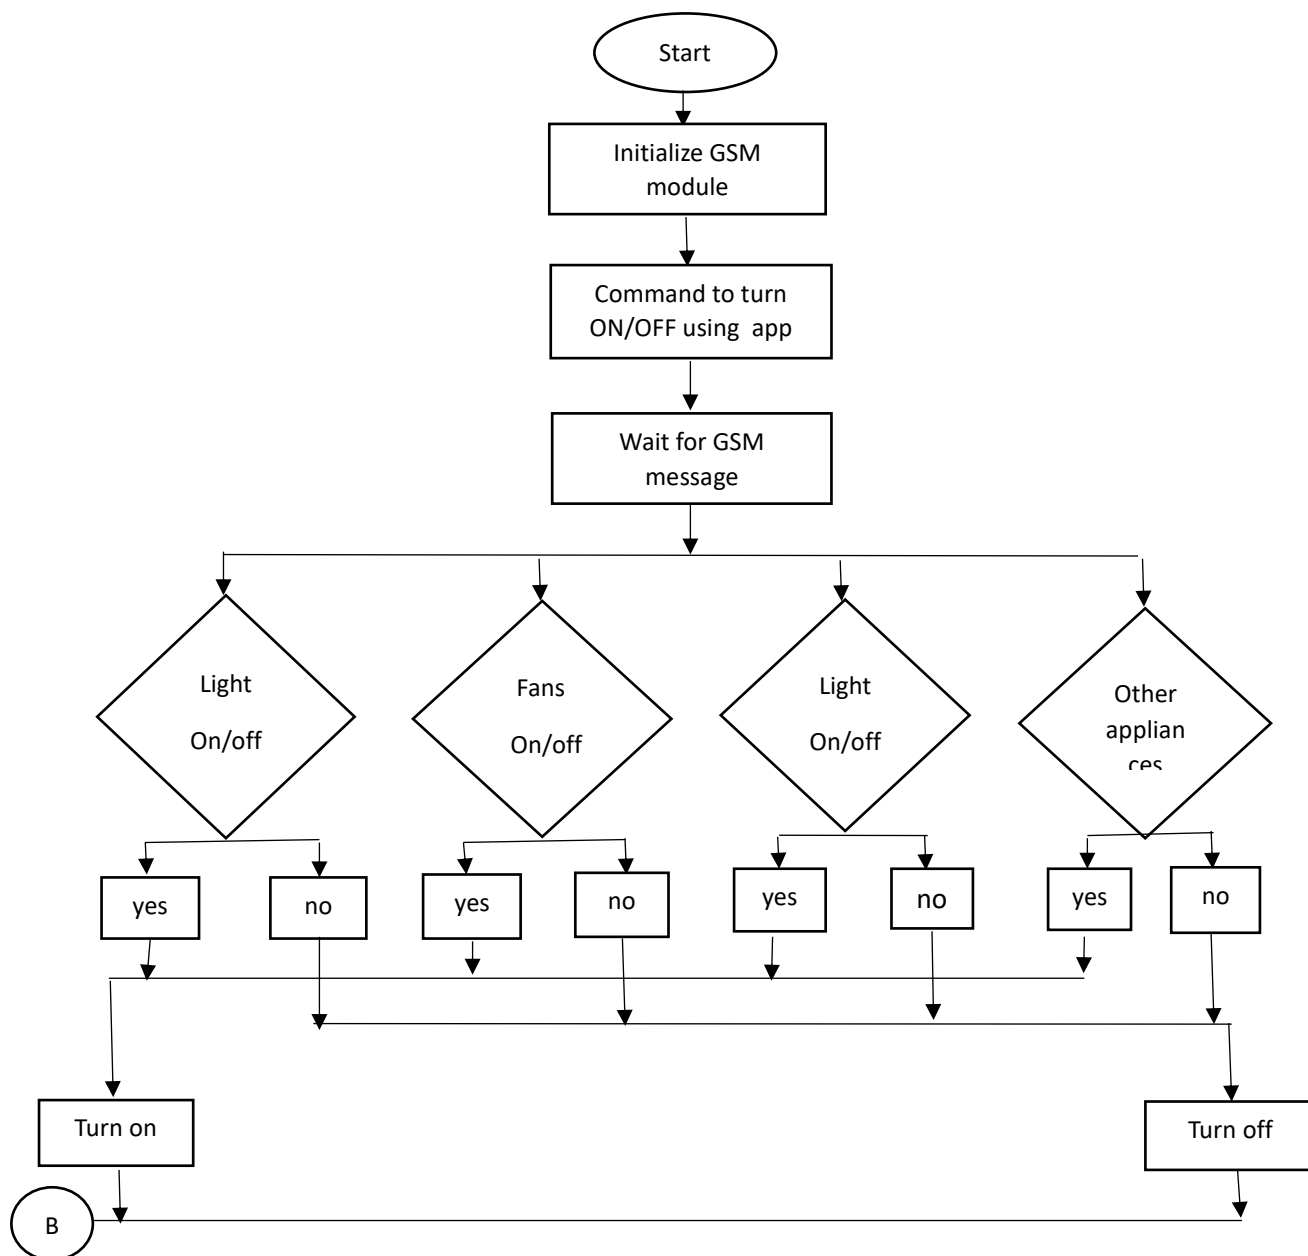 Start
Initialize GSM
module
Command to turn
ON/OFF using  app
Wait for GSM
message
Light
On/off
Fans
On/off
Light
On/off
Other
applian
ces
yes
no
yes
no
yes
no
yes
no
Turn on
Turn off
B